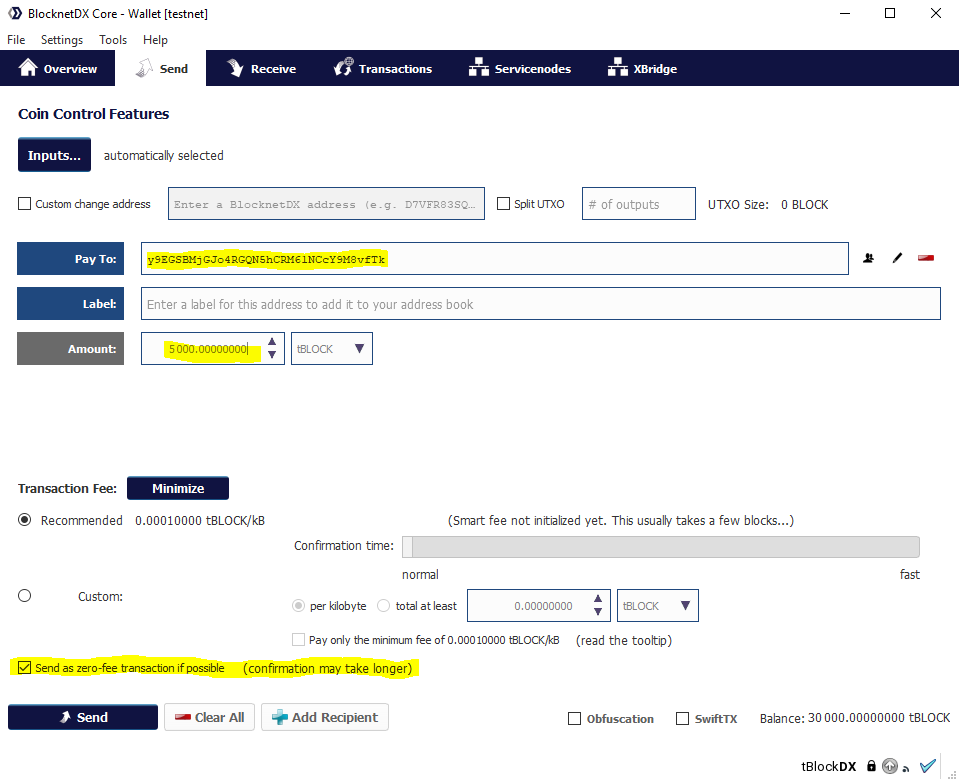 BlocknetDX Core - Wallet [testnet]
File Settings Tools Help
Overview Send Receive Transactions Servicenodes XBridge
Coin Control Features
Inputs... automatically selected
Custom change address Enter a BlocknetDX address (e.g. D7VFR83SQ... Split UTXO # of outputs UTXO Size: 0 BLOCK
Pay To: y9EGSBMjGJo4RGQN5hCRM6lNCcY9M8vfTk
Label: Enter a label for this address to add it to your address book
Amount: 5000.00000000 tBLOCK
Transaction Fee: Minimize
Recommended 0.00010000 tBLOCK/kB (Smart fee not initialized yet. This usually takes a few blocks...)
Confirmation time:
normal fast
Custom:
per kilobyte total at least 0.00000000 tBLOCK
Pay only the minimum fee of 0.00010000 tBLOCK/kB (read the tooltip)
Send as zero-fee transaction if possible (confirmation may take longer)
Send Clear All Add Recipient Obfuscation SwiftTX Balance: 30 000.00000000 tBLOCK
tBlockDX